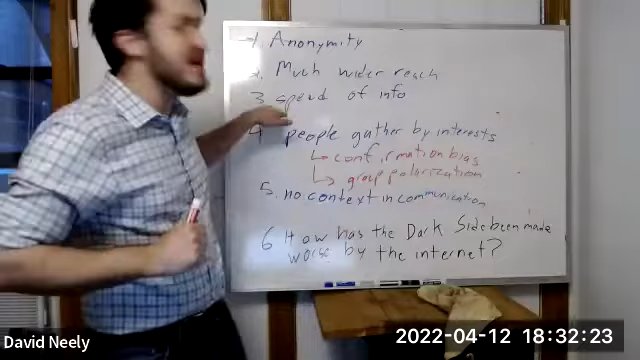 1. Anonymity
2. Much wider reach
3 speed of info
4 people gather by interests
↳ confirmation bias
↳ group polarization
5. no context in communication
6 How has the Dark Side been made
worse by the internet?
David Neely
2022-04-12 18:32:23